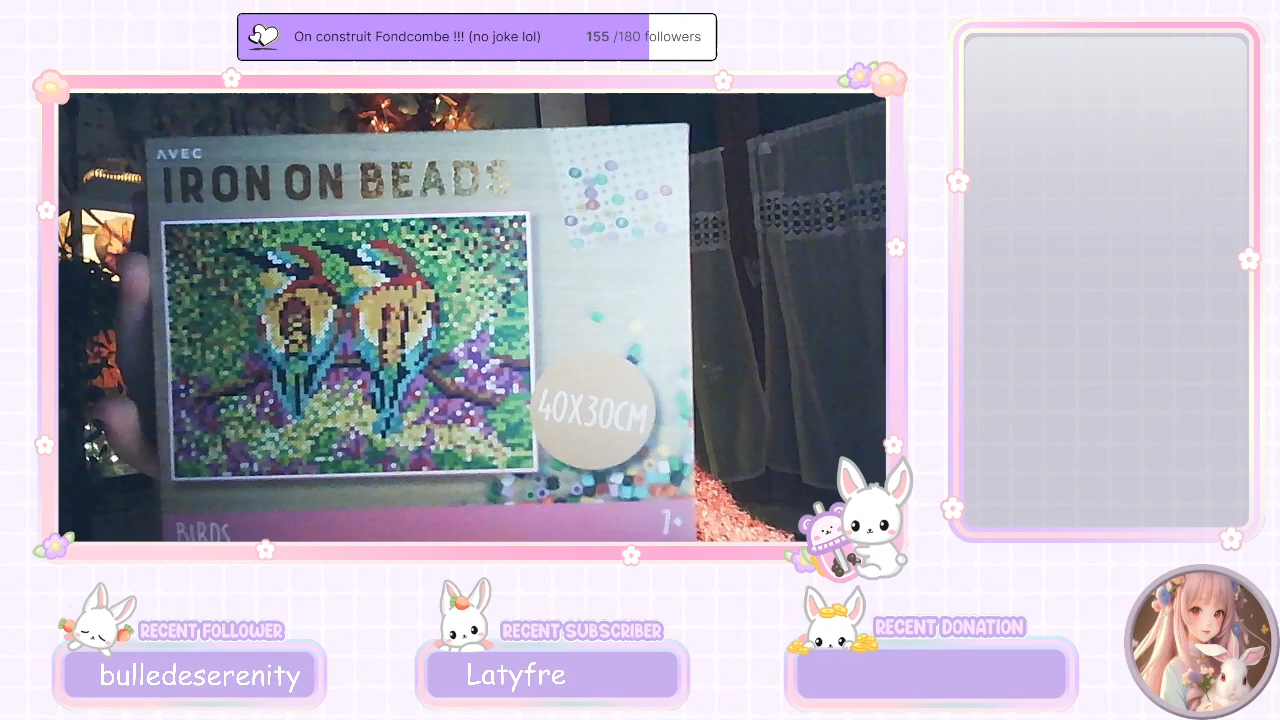 On construit Fondcombe !!! (no joke lol) 155 /180 followers
AVEC
IRON ON BEADS
40X30CM
BIRDS
7+
RECENT FOLLOWER
RECENT SUBSCRIBER
RECENT DONATION
bulledeserenity
Latyfre